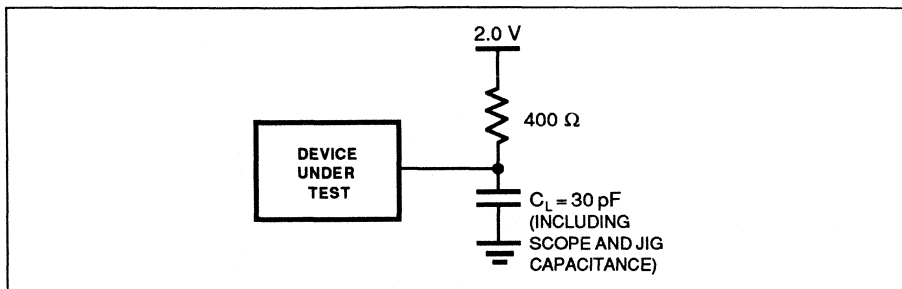 2.0 V
400 Ω
DEVICE
UNDER
TEST
C_L = 30 pF
(INCLUDING
SCOPE AND JIG
CAPACITANCE)